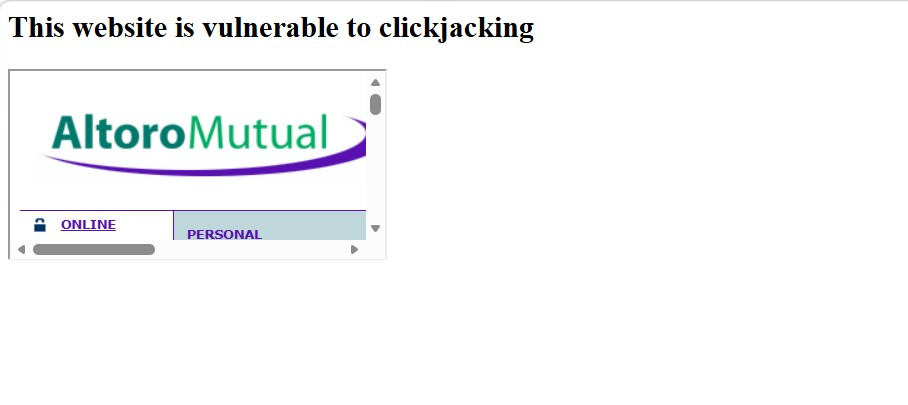 This website is vulnerable to clickjacking
AltoroMutual
ONLINE
PERSONAL